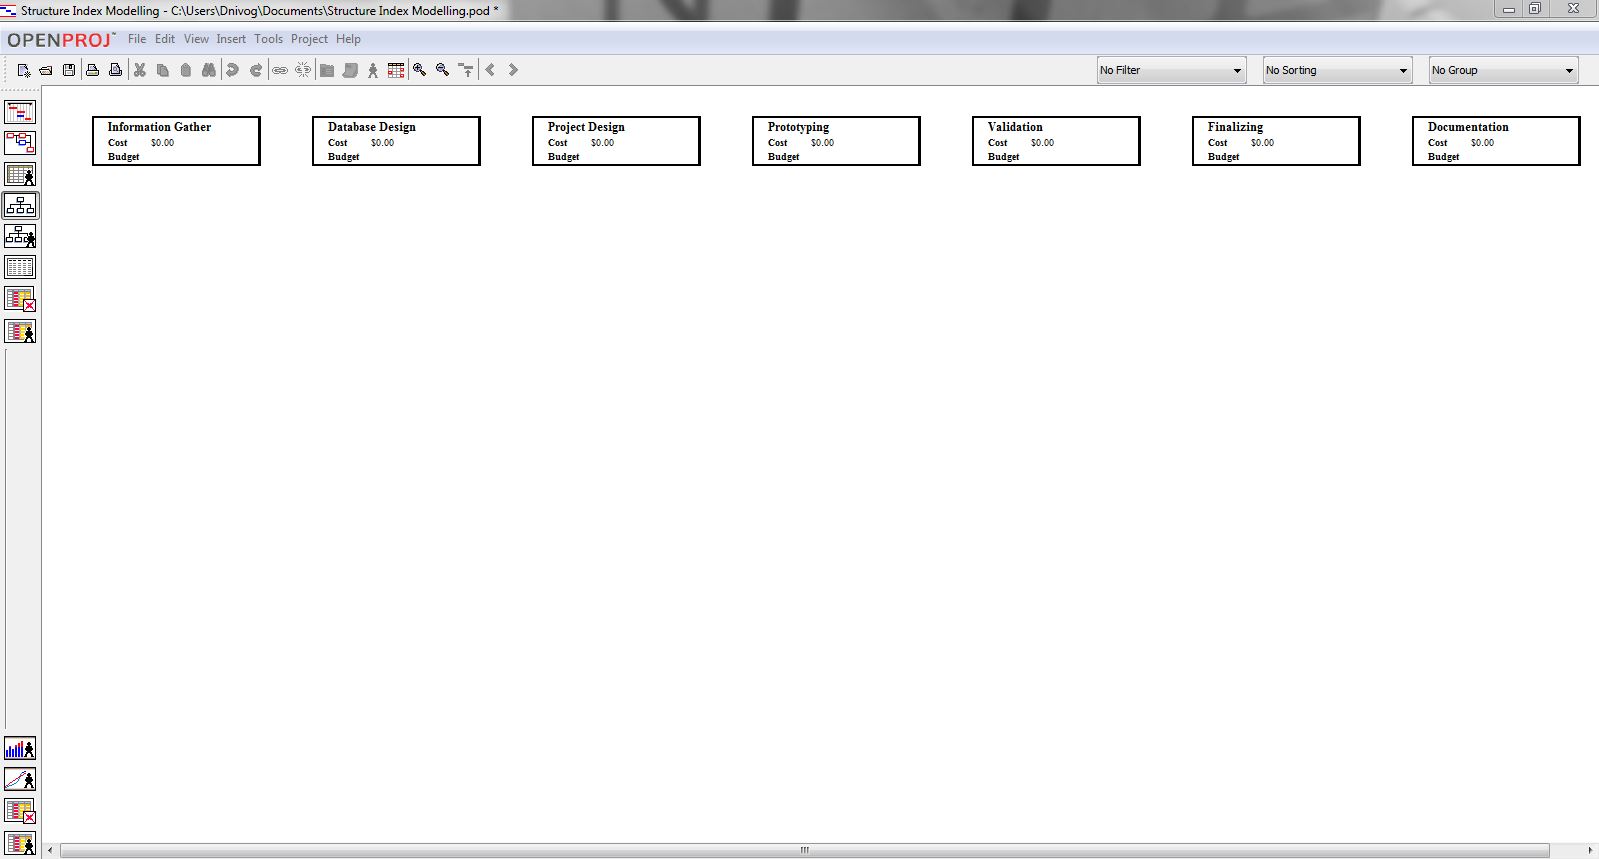 Structure Index Modelling - C:\Users\Dnivog\Documents\Structure Index Modelling.pod *
OPENPROJ™ File Edit View Insert Tools Project Help
No Filter No Sorting No Group
Information Gather
Cost $0.00
Budget
Database Design
Cost $0.00
Budget
Project Design
Cost $0.00
Budget
Prototyping
Cost $0.00
Budget
Validation
Cost $0.00
Budget
Finalizing
Cost $0.00
Budget
Documentation
Cost $0.00
Budget